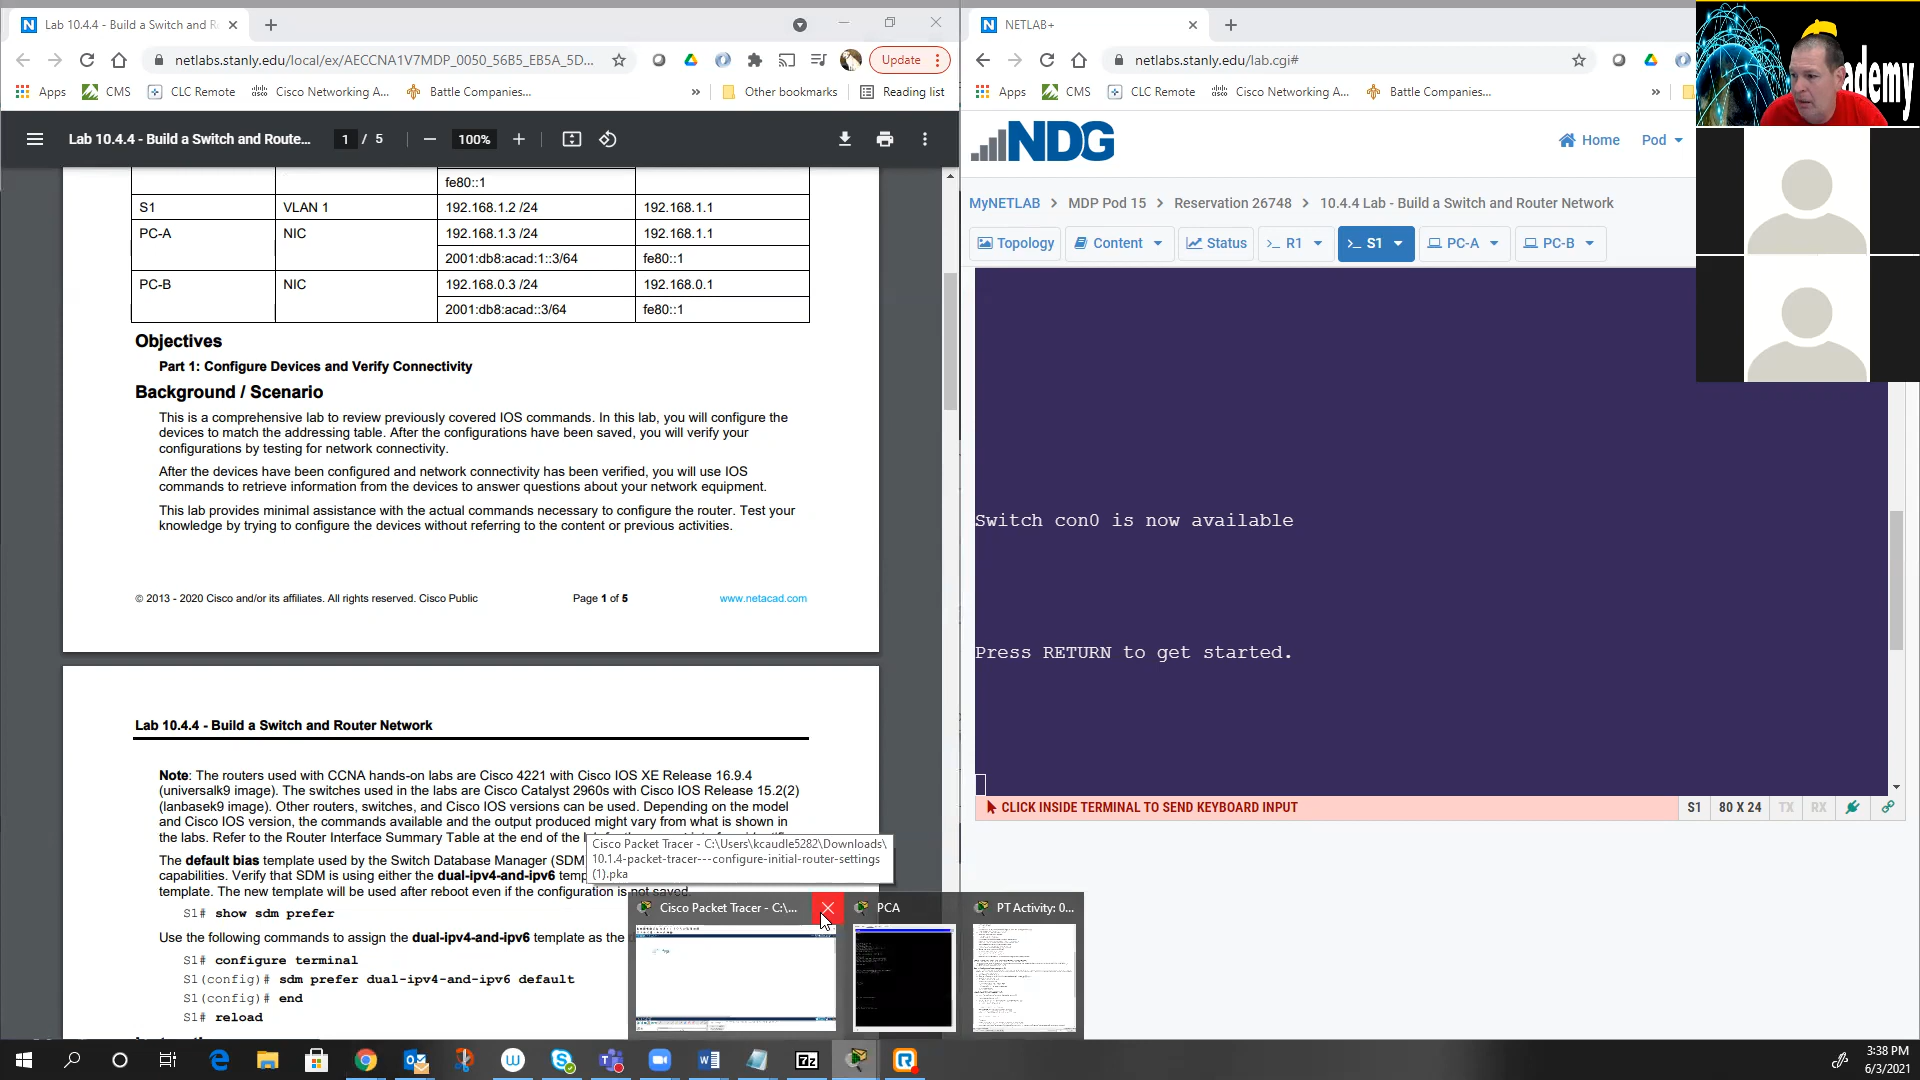 Lab 10.4.4 - Build a Switch and R
netlabs.stanly.edu/local/ex/AECCNA1V7MDP_0050_56B5_EB5A_5D...
Update
Apps
CMS
CLC Remote
Cisco Networking A...
Battle Companies...
»
Other bookmarks
Reading list
Lab 10.4.4 - Build a Switch and Route...
1 / 5
100%
fe80::1
S1 VLAN 1 192.168.1.2 /24 192.168.1.1
PC-A NIC 192.168.1.3 /24 192.168.1.1
2001:db8:acad:1::3/64 fe80::1
PC-B NIC 192.168.0.3 /24 192.168.0.1
2001:db8:acad::3/64 fe80::1
Objectives
Part 1: Configure Devices and Verify Connectivity
Background / Scenario
This is a comprehensive lab to review previously covered IOS commands. In this lab, you will configure the
devices to match the addressing table. After the configurations have been saved, you will verify your
configurations by testing for network connectivity.
After the devices have been configured and network connectivity has been verified, you will use IOS
commands to retrieve information from the devices to answer questions about your network equipment.
This lab provides minimal assistance with the actual commands necessary to configure the router. Test your
knowledge by trying to configure the devices without referring to the content or previous activities.
© 2013 - 2020 Cisco and/or its affiliates. All rights reserved. Cisco Public
Page 1 of 5
www.netacad.com
Lab 10.4.4 - Build a Switch and Router Network
Note: The routers used with CCNA hands-on labs are Cisco 4221 with Cisco IOS XE Release 16.9.4
(universalk9 image). The switches used in the labs are Cisco Catalyst 2960s with Cisco IOS Release 15.2(2)
(lanbasek9 image). Other routers, switches, and Cisco IOS versions can be used. Depending on the model
and Cisco IOS version, the commands available and the output produced might vary from what is shown in
the labs. Refer to the Router Interface Summary Table at the end of the
The default bias template used by the Switch Database Manager (SDM
capabilities. Verify that SDM is using either the dual-ipv4-and-ipv6 temp
template. The new template will be used after reboot even if the configuration is not saved.
S1# show sdm prefer
Use the following commands to assign the dual-ipv4-and-ipv6 template as the
S1# configure terminal
S1(config)# sdm prefer dual-ipv4-and-ipv6 default
S1(config)# end
S1# reload
Cisco Packet Tracer - C:\Users\kcaudle5282\Downloads\
10.1.4-packet-tracer---configure-initial-router-settings
(1).pka
Cisco Packet Tracer - C:\...
PCA
PT Activity: 0...
NETLAB+
netlabs.stanly.edu/lab.cgi#
Apps
CMS
CLC Remote
Cisco Networking A...
Battle Companies...
»
NDG
Home
Pod
MyNETLAB > MDP Pod 15 > Reservation 26748 > 10.4.4 Lab - Build a Switch and Router Network
Topology
Content
Status
>_ R1
>_ S1
PC-A
PC-B
Switch con0 is now available
Press RETURN to get started.
CLICK INSIDE TERMINAL TO SEND KEYBOARD INPUT
S1
80 X 24
TX
RX
ademy
3:38 PM
6/3/2021